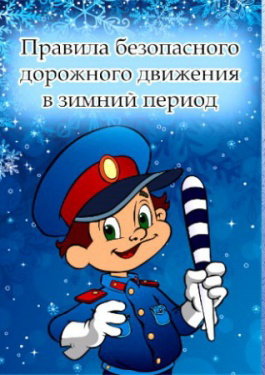 Правила безопасного
дорожного движения
в зимний период